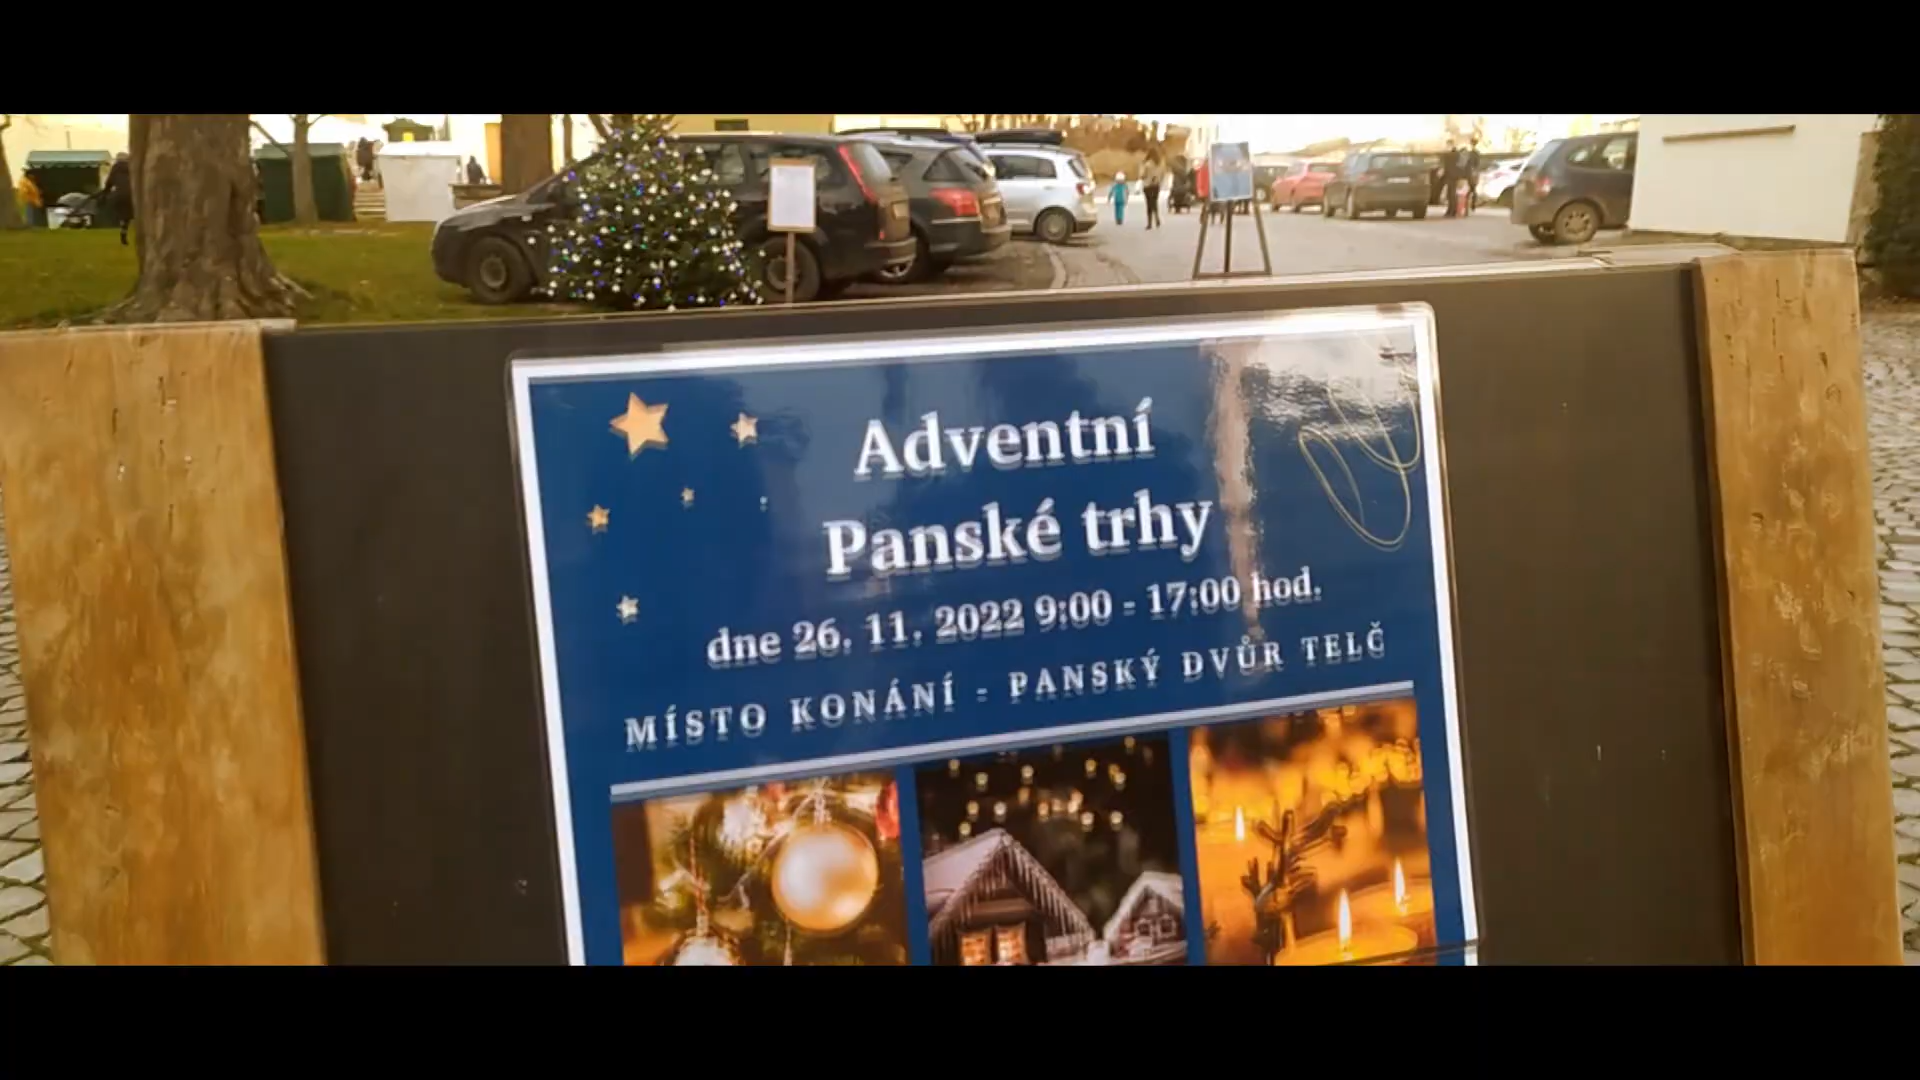 Adventní
Panské trhy
dne 26. 11. 2022 9:00 - 17:00 hod.
MÍSTO KONÁNÍ - PANSKÝ DVŮR TELČ